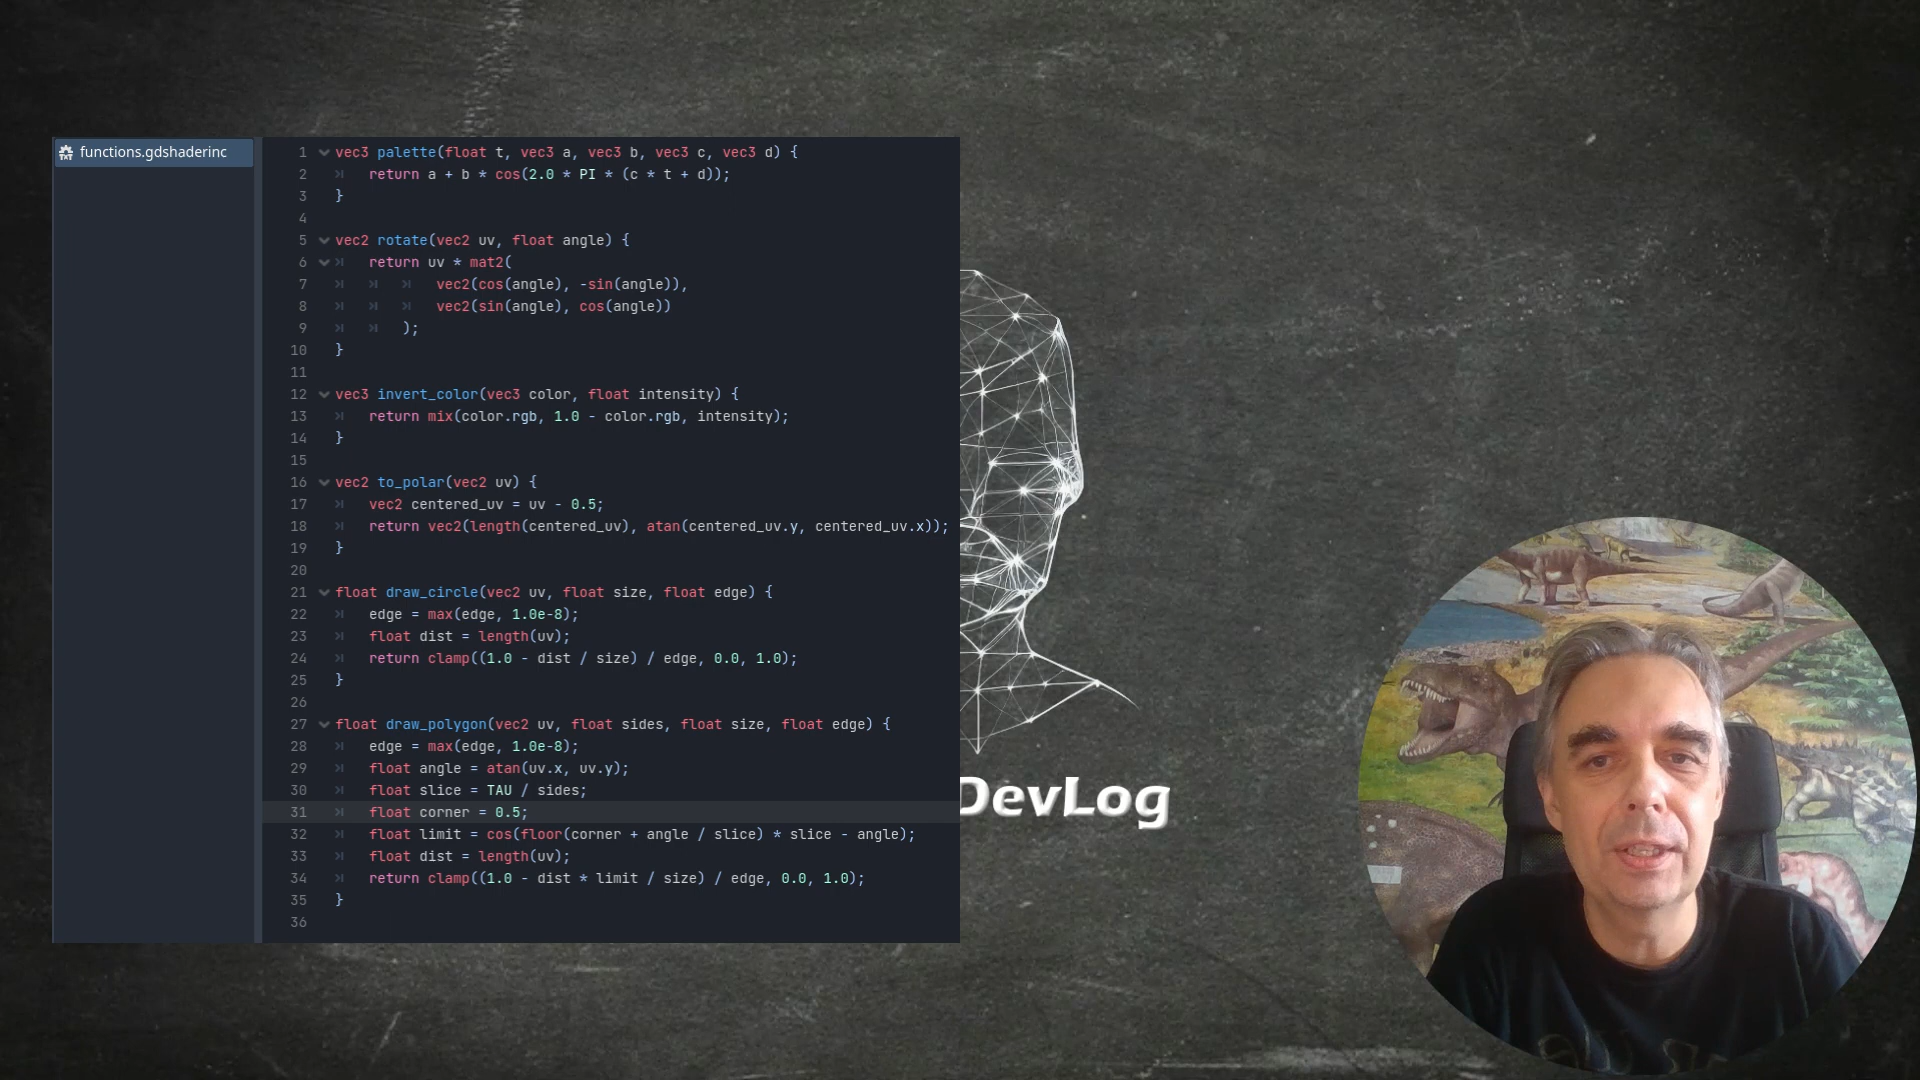 functions.gdshaderinc
1 vec3 palette(float t, vec3 a, vec3 b, vec3 c, vec3 d) {
2 return a + b * cos(2.0 * PI * (c * t + d));
3 }
4
5 vec2 rotate(vec2 uv, float angle) {
6 return uv * mat2(
7 vec2(cos(angle), -sin(angle)),
8 vec2(sin(angle), cos(angle))
9 );
10 }
11
12 vec3 invert_color(vec3 color, float intensity) {
13 return mix(color.rgb, 1.0 - color.rgb, intensity);
14 }
15
16 vec2 to_polar(vec2 uv) {
17 vec2 centered_uv = uv - 0.5;
18 return vec2(length(centered_uv), atan(centered_uv.y, centered_uv.x));
19 }
20
21 float draw_circle(vec2 uv, float size, float edge) {
22 edge = max(edge, 1.0e-8);
23 float dist = length(uv);
24 return clamp((1.0 - dist / size) / edge, 0.0, 1.0);
25 }
26
27 float draw_polygon(vec2 uv, float sides, float size, float edge) {
28 edge = max(edge, 1.0e-8);
29 float angle = atan(uv.x, uv.y);
30 float slice = TAU / sides;
31 float corner = 0.5;
32 float limit = cos(floor(corner + angle / slice) * slice - angle);
33 float dist = length(uv);
34 return clamp((1.0 - dist * limit / size) / edge, 0.0, 1.0);
35 }
36
DevLog